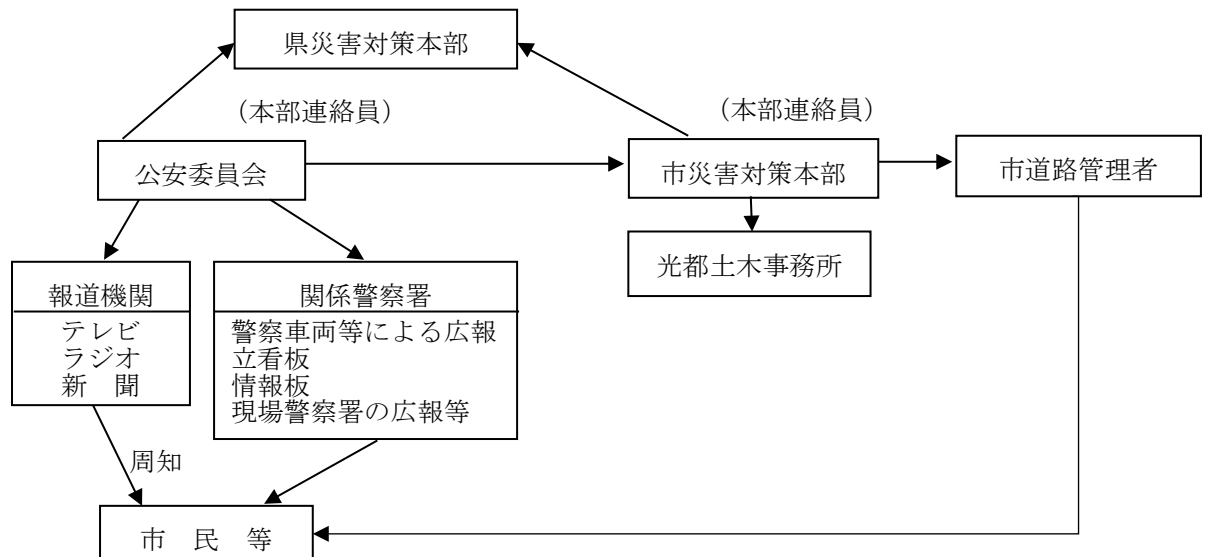 県災害対策本部
（本部連絡員）
（本部連絡員）
公安委員会
市災害対策本部
市道路管理者
光都土木事務所
報道機関
テレビ
ラジオ
新　聞
関係警察署
警察車両等による広報
立看板
情報板
現場警察署の広報等
周知
市　民　等